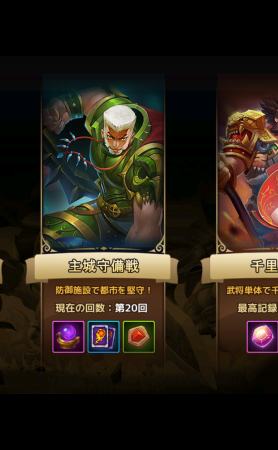 主城守備戦
防御施設で都市を堅守！
現在の回数：第20回
千里
武将単体で千
最高記録